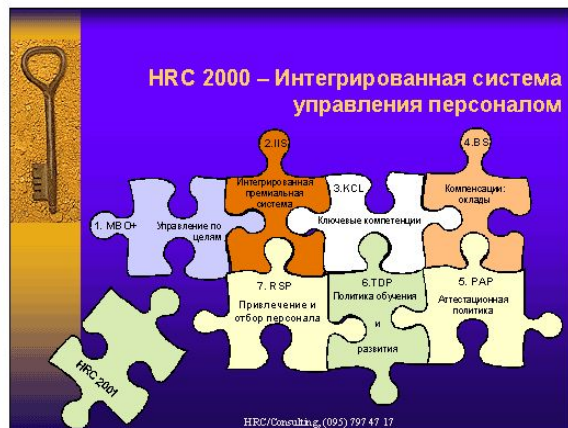 HRC 2000 – Интегрированная система
управления персоналом
1. MBO+
Управление по
целям
2.IIS
Интегрированная
премиальная
система
3.KCL
Ключевые компетенции
4.BS
Компенсации:
оклады
7. RSP
Привлечение и
отбор персонала
6.TDP
Политика обучения
и
развития
5. PAP
Аттестационная
политика
HRC 2001
HRC/Consulting, (095) 797 47 17